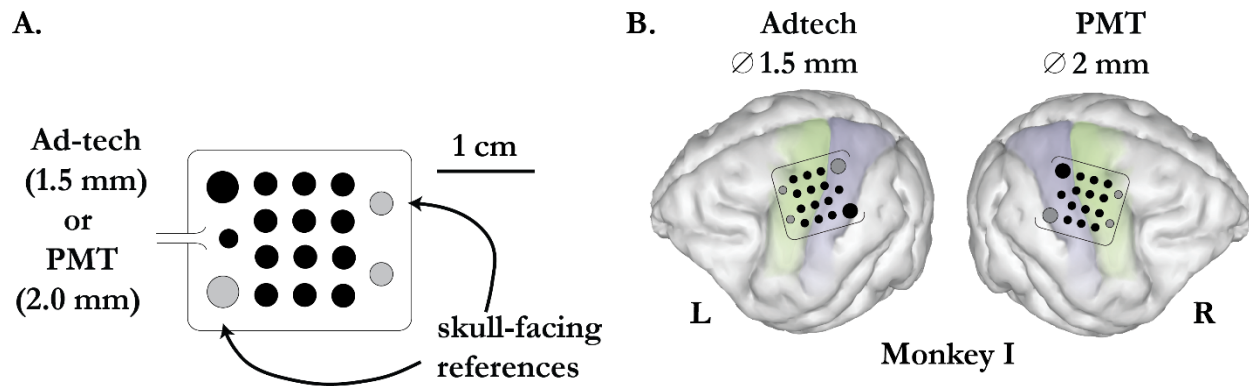 A.
Ad-tech
(1.5 mm)
or
PMT
(2.0 mm)
1 cm
skull-facing
references
B.
Adtech
∅ 1.5 mm
PMT
∅ 2 mm
L
R
Monkey I